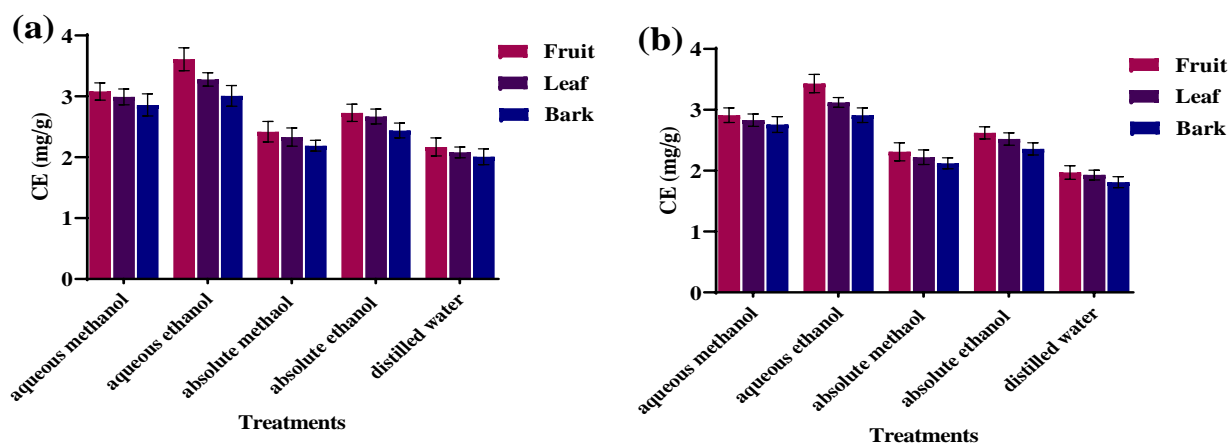 (a)
4
3
2
1
0
CE (mg/g)
Fruit
Leaf
Bark
aqueous methanol
aqueous ethanol
absolute methaol
absolute ethanol
distilled water
Treatments
(b)
4
3
2
1
0
CE (mg/g)
Fruit
Leaf
Bark
aqueous methanol
aqueous ethanol
absolute methaol
absolute ethanol
distilled water
Treatments